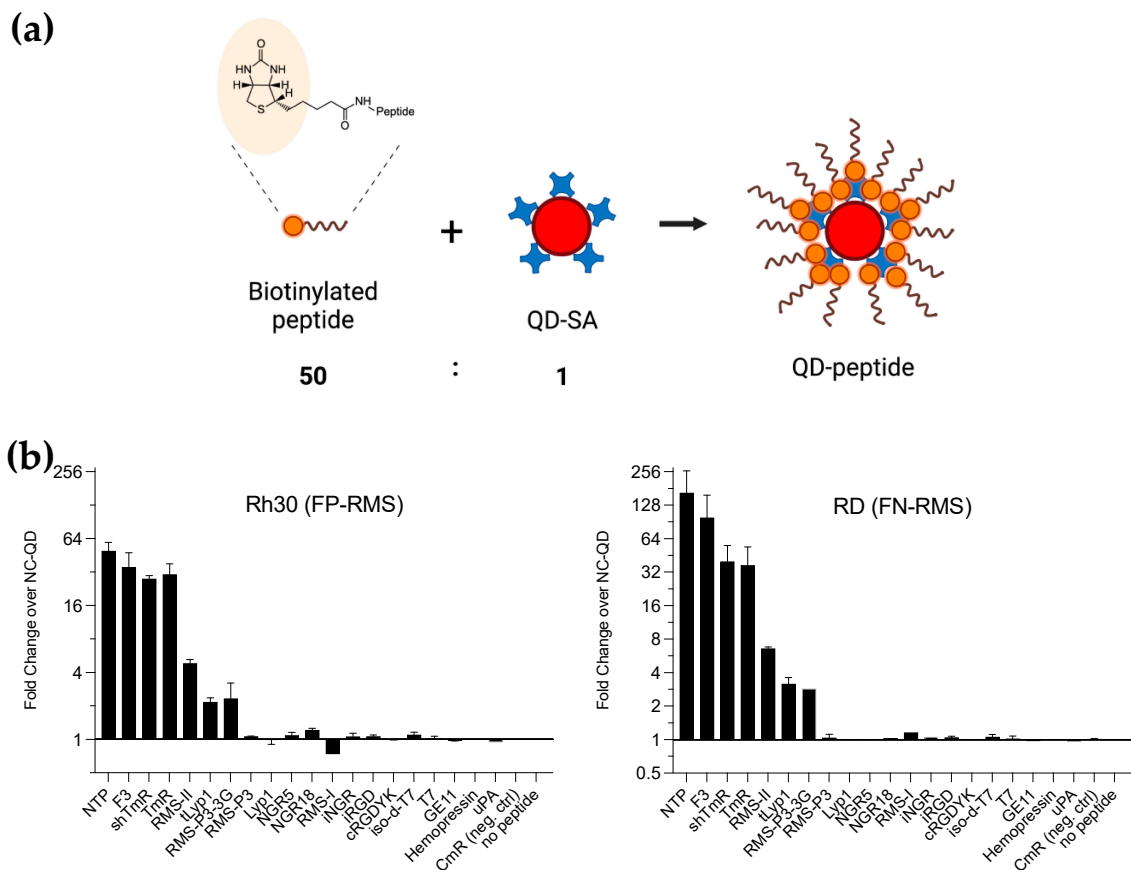 (a)
O
HN
NH
H
H
H
S
O
NH
Peptide
+
Biotinylated
peptide
QD-SA
QD-peptide
50 : 1
(b)
Rh30 (FP-RMS)
Fold Change over NC-QD
256
64
16
4
1
NTP
F3
shTmR
TmR
RMS-II
tLyp1
RMS-P3-3G
RMS-P3
Lyp1
NGR5
NGR18
RMS-I
iNGR
iRGD
cRGDYK
iso-d-T7
T7
GE11
Hemopressin
uPA
CmR (neg. ctrl)
no peptide
RD (FN-RMS)
Fold Change over NC-QD
256
128
64
32
16
8
4
2
1
0.5
NTP
F3
shTmR
TmR
RMS-II
tLyp1
RMS-P3-3G
RMS-P3
Lyp1
NGR5
NGR18
RMS-I
iNGR
iRGD
cRGDYK
iso-d-T7
T7
GE11
Hemopressin
uPA
CmR (neg. ctrl)
no peptide